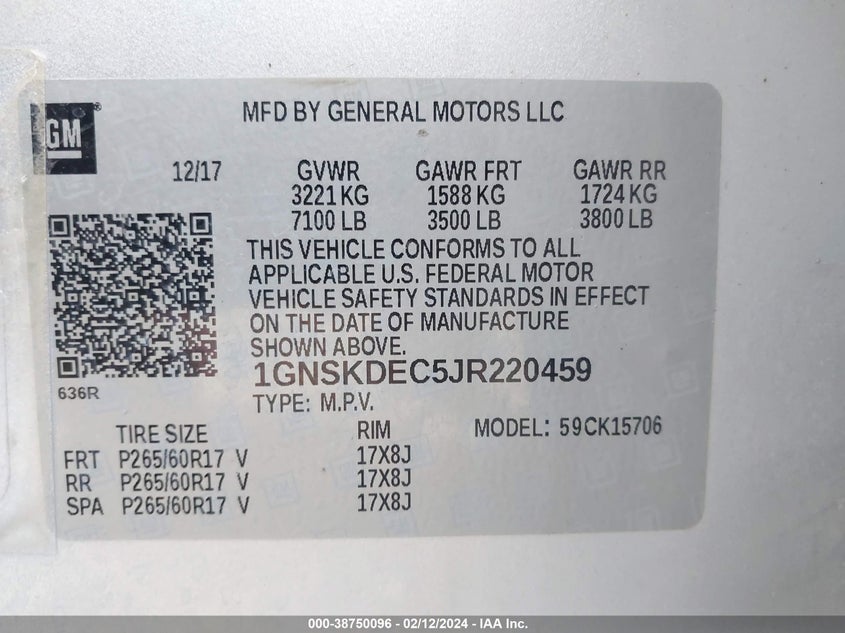 GM
MFD BY GENERAL MOTORS LLC
12/17 GVWR GAWR FRT GAWR RR
3221 KG 1588 KG 1724 KG
7100 LB 3500 LB 3800 LB
THIS VEHICLE CONFORMS TO ALL
APPLICABLE U.S. FEDERAL MOTOR
VEHICLE SAFETY STANDARDS IN EFFECT
ON THE DATE OF MANUFACTURE
SHOWN ABOVE.
1GNSKDEC5JR220459
636R
TYPE: M.P.V.
TIRE SIZE RIM MODEL: 59CK15706
FRT P265/60R17 V 17X8J
RR P265/60R17 V 17X8J
SPA P265/60R17 V 17X8J
000-38750096 - 02/12/2024 - IAA Inc.